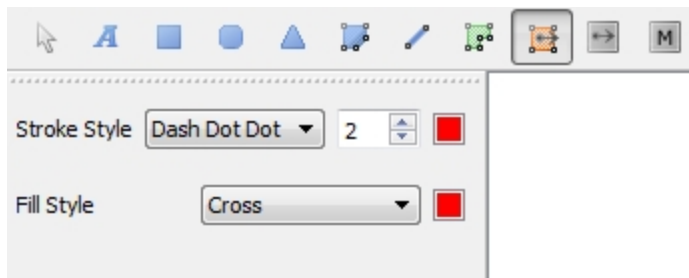 A
M
Stroke Style Dash Dot Dot 2
Fill Style Cross